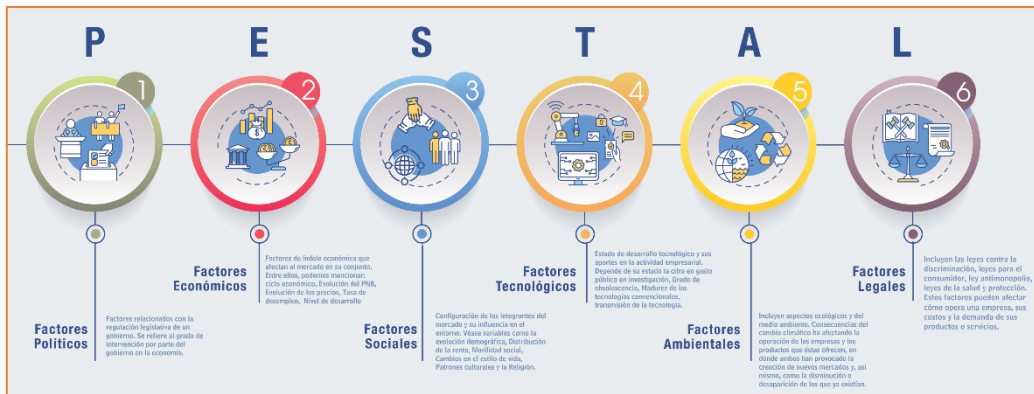 P
E
S
T
A
L
1
2
3
4
5
6
Factores
Políticos
Factores relacionados con la
regulación legislativa de un
gobierno. Se refiere al grado de
intervención por parte del
gobierno en la economía.
Factores
Económicos
Factores de índole económica que
afectan al mercado en su conjunto.
Entre ellos, podemos mencionar:
ciclo económico, Evolución del PNB,
Evolución de los precios, Tasa de
desempleo, Nivel de desarrollo
Factores
Sociales
Configuración de los integrantes del
mercado y su influencia en el
entorno. Véase variables como la
evolución demográfica, Distribución
de la renta, Movilidad social,
Cambios en el estilo de vida,
Patrones culturales y la Religión.
Factores
Tecnológicos
Estado de desarrollo tecnológico y sus
aportes en la actividad empresarial.
Depende de su estado la cifra en gasto
público en investigación, Grado de
obsolescencia, Madurez de las
tecnologías convencionales,
transmisión de la tecnología.
Factores
Ambientales
Incluyen aspectos ecológicos y del
medio ambiente. Consecuencias del
cambio climático ha afectando la
operación de las empresas y los
productos que éstas ofrecen, en
donde ambos han provocado la
creación de nuevos mercados y, así
mismo, como la disminución o
desaparición de los que ya existían.
Factores
Legales
Incluyen las leyes contra la
discriminación, leyes para el
consumidor, ley antimonopolio,
leyes de la salud y protección.
Estos factores pueden afectar
cómo opera una empresa, sus
costos y la demanda de sus
productos o servicios.